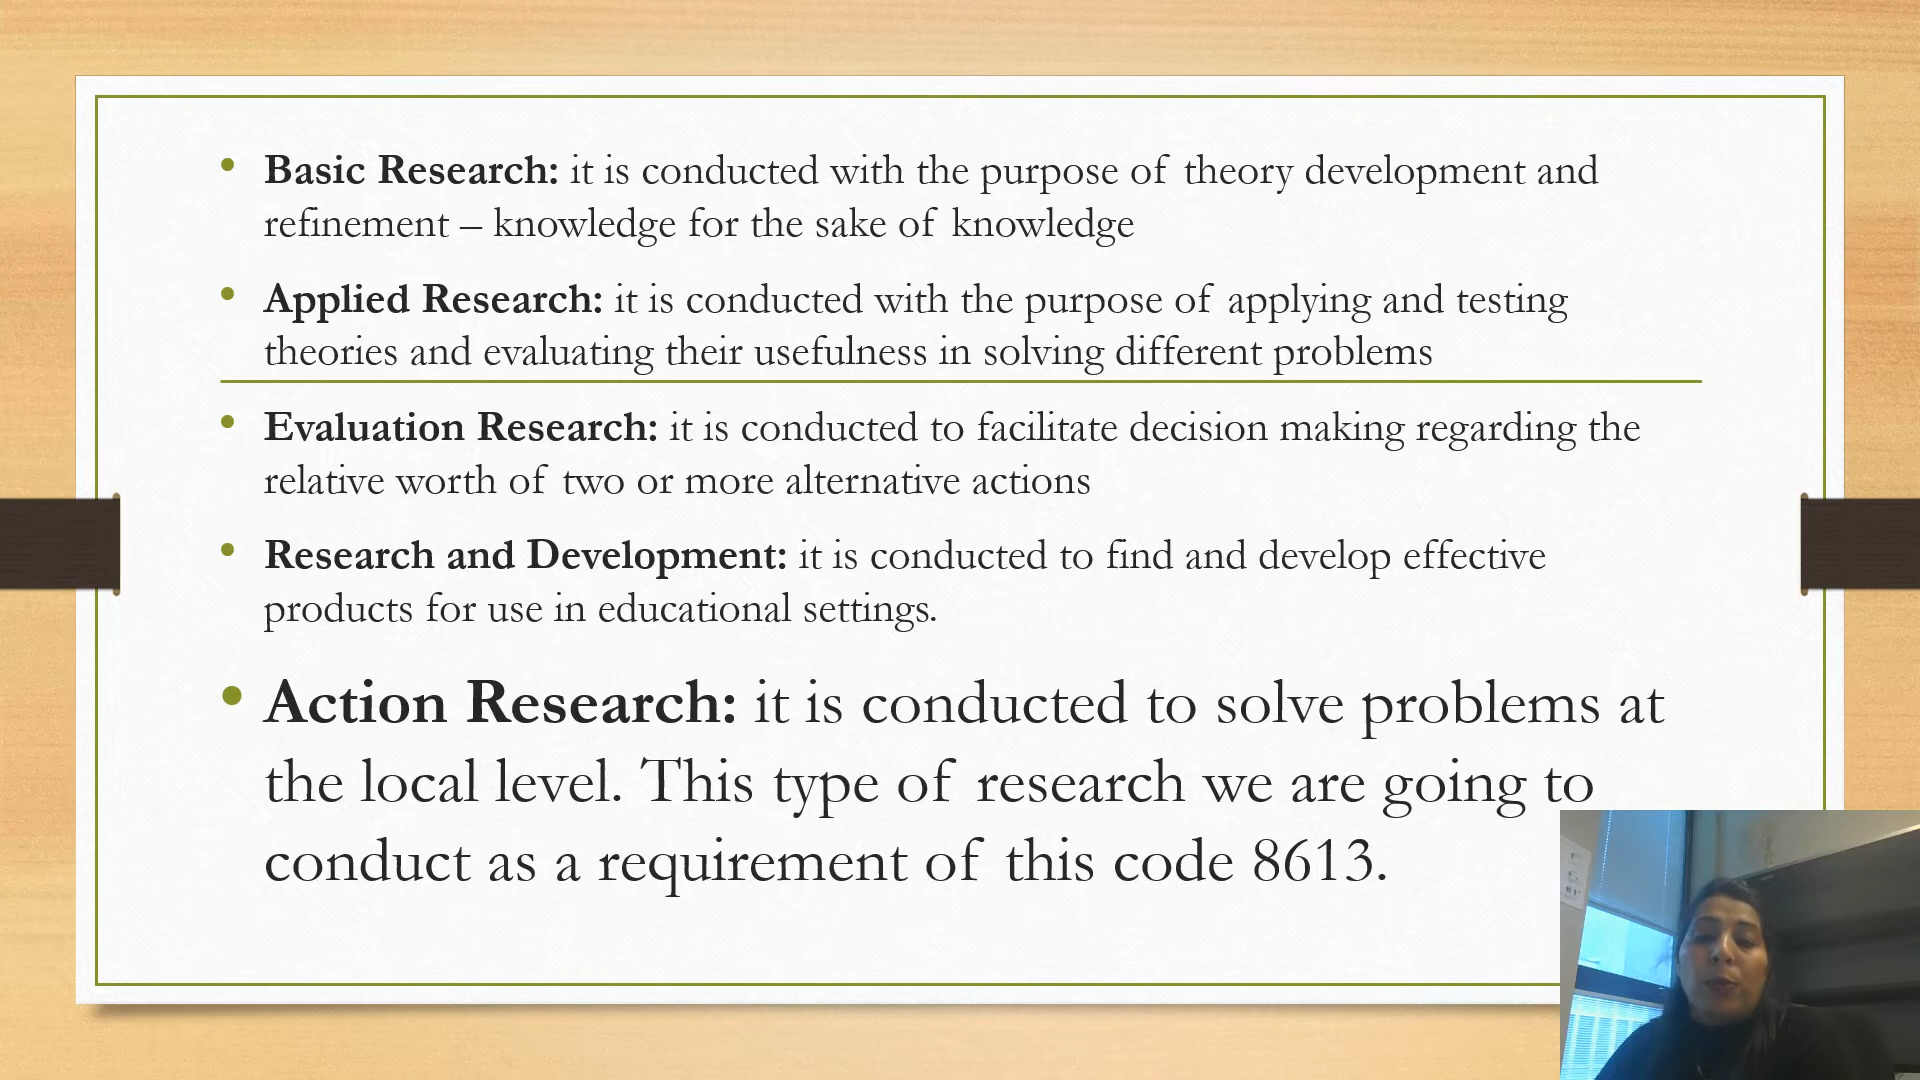 Basic Research: it is conducted with the purpose of theory development and
refinement – knowledge for the sake of knowledge
Applied Research: it is conducted with the purpose of applying and testing
theories and evaluating their usefulness in solving different problems
Evaluation Research: it is conducted to facilitate decision making regarding the
relative worth of two or more alternative actions
Research and Development: it is conducted to find and develop effective
products for use in educational settings.
Action Research: it is conducted to solve problems at
the local level. This type of research we are going to
conduct as a requirement of this code 8613.